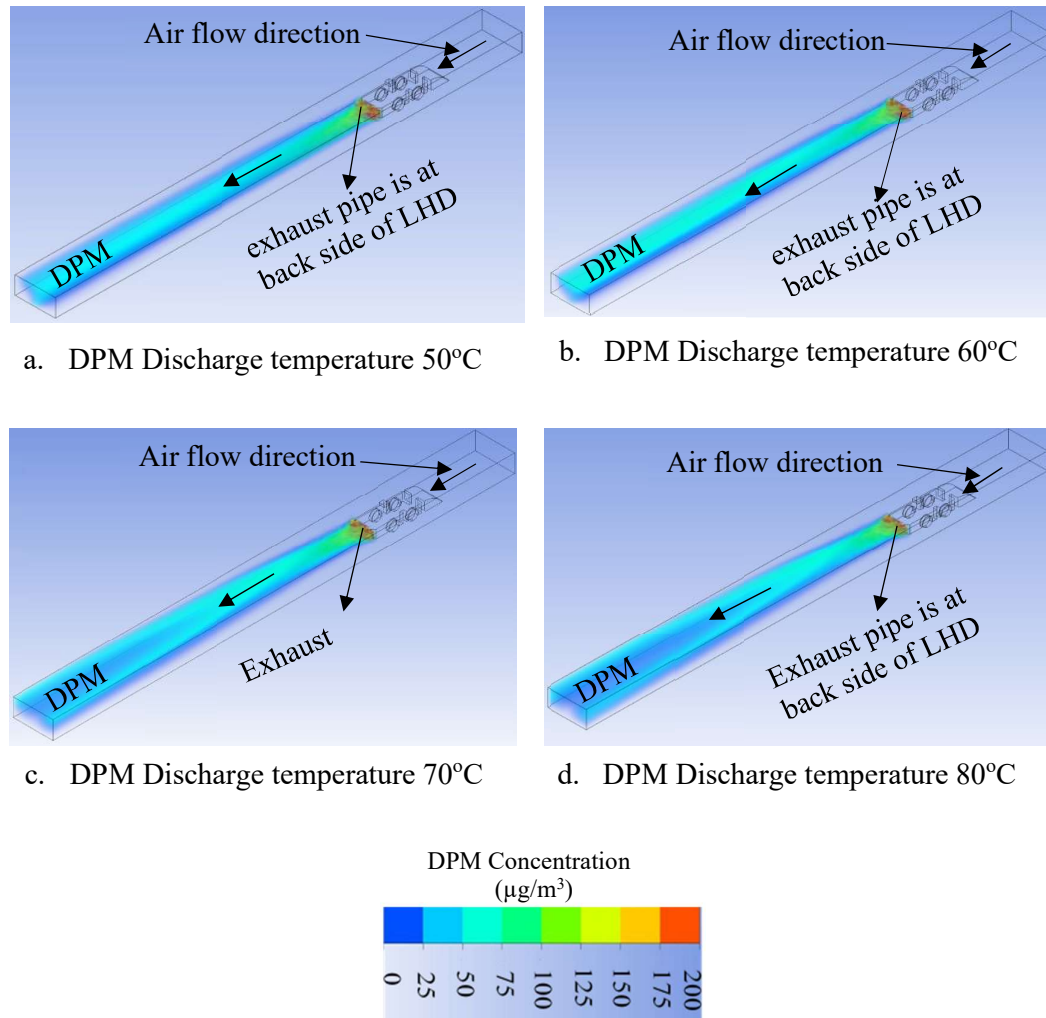 Air flow direction
exhaust pipe is at
back side of LHD
DPM
a. DPM Discharge temperature 50°C
Air flow direction
exhaust pipe is at
back side of LHD
DPM
b. DPM Discharge temperature 60°C
Air flow direction
Exhaust
DPM
c. DPM Discharge temperature 70°C
Air flow direction
Exhaust pipe is at
back side of LHD
DPM
d. DPM Discharge temperature 80°C
DPM Concentration
(µg/m³)
0 25 50 75 100 125 150 175 200